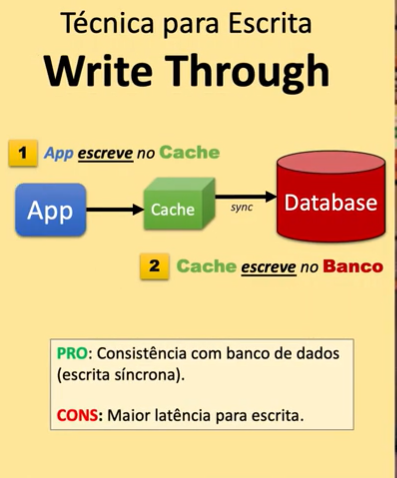 Técnica para Escrita
Write Through
1 App escreve no Cache
App
Cache
sync
Database
2 Cache escreve no Banco
PRO: Consistência com banco de dados
(escrita síncrona).
CONS: Maior latência para escrita.